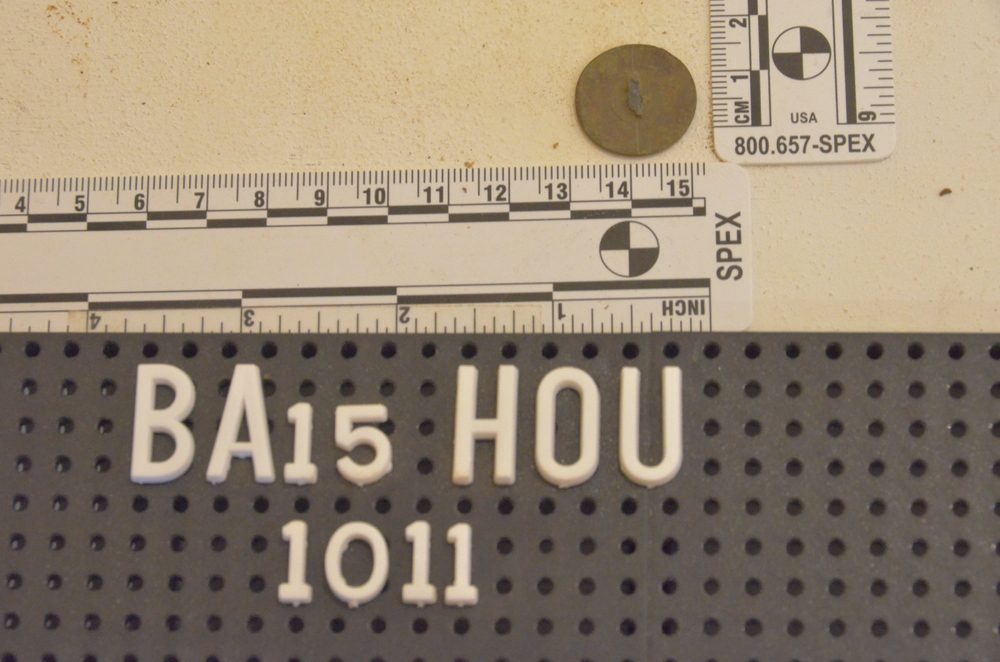 2
1
CM
USA
9
800.657-SPEX
4 5 6 7 8 9 10 11 12 13 14 15
SPEX
4 3 2 1 INCH
BA15 HOU
1011